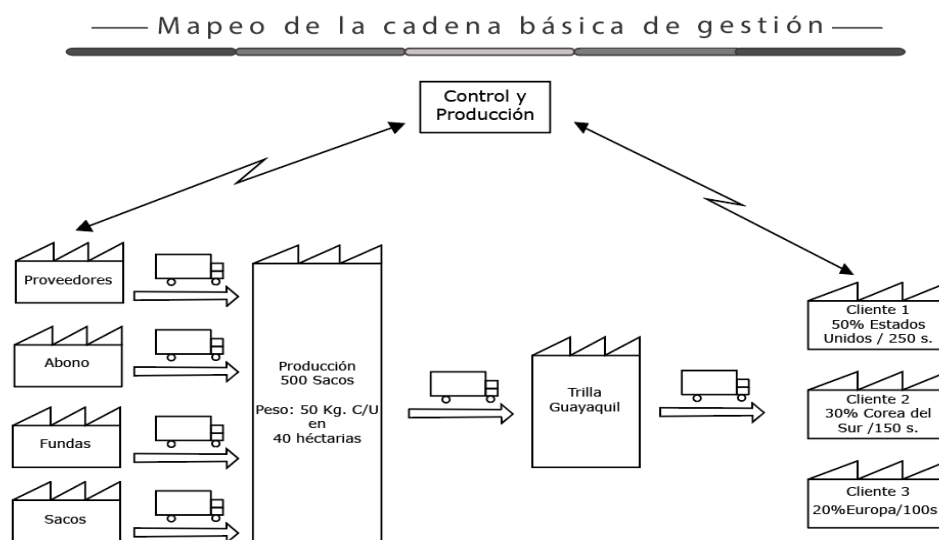 Mapeo de la cadena básica de gestión
Control y
Producción
Proveedores
Abono
Fundas
Sacos
Producción
500 Sacos
Peso: 50 Kg. C/U
en
40 héctarias
Trilla
Guayaquil
Cliente 1
50% Estados
Unidos / 250 s.
Cliente 2
30% Corea del
Sur /150 s.
Cliente 3
20%Europa/100s